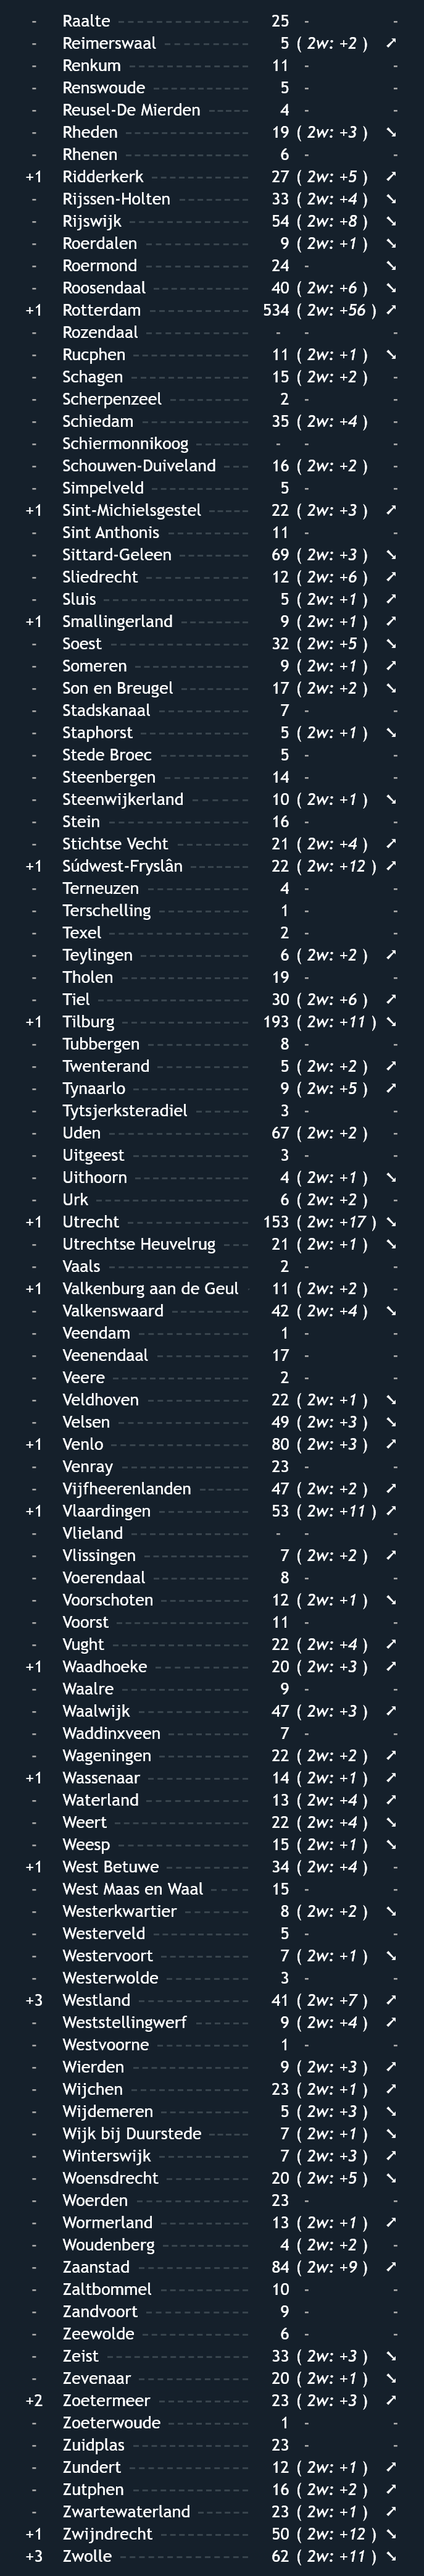 - Raalte 25 - -
- Reimerswaal 5 ( 2w: +2 ) ↗
- Renkum 11 - -
- Renswoude 5 - -
- Reusel-De Mierden 4 - -
- Rheden 19 ( 2w: +3 ) ↘
- Rhenen 6 - -
+1 Ridderkerk 27 ( 2w: +5 ) ↗
- Rijssen-Holten 33 ( 2w: +4 ) ↘
- Rijswijk 54 ( 2w: +8 ) ↘
- Roerdalen 9 ( 2w: +1 ) ↘
- Roermond 24 - ↘
- Roosendaal 40 ( 2w: +6 ) ↘
+1 Rotterdam 534 ( 2w: +56 ) ↗
- Rozendaal - - -
- Rucphen 11 ( 2w: +1 ) ↘
- Schagen 15 ( 2w: +2 ) -
- Scherpenzeel 2 - -
- Schiedam 35 ( 2w: +4 ) -
- Schiermonnikoog - - -
- Schouwen-Duiveland 16 ( 2w: +2 ) -
- Simpelveld 5 - -
+1 Sint-Michielsgestel 22 ( 2w: +3 ) ↗
- Sint Anthonis 11 - -
- Sittard-Geleen 69 ( 2w: +3 ) ↘
- Sliedrecht 12 ( 2w: +6 ) ↗
- Sluis 5 ( 2w: +1 ) ↗
+1 Smallingerland 9 ( 2w: +1 ) ↗
- Soest 32 ( 2w: +5 ) ↘
- Someren 9 ( 2w: +1 ) ↗
- Son en Breugel 17 ( 2w: +2 ) ↘
- Stadskanaal 7 - -
- Staphorst 5 ( 2w: +1 ) ↘
- Stede Broec 5 - -
- Steenbergen 14 - -
- Steenwijkerland 10 ( 2w: +1 ) ↘
- Stein 16 - -
- Stichtse Vecht 21 ( 2w: +4 ) ↗
+1 Súdwest-Fryslân 22 ( 2w: +12 ) ↗
- Terneuzen 4 - -
- Terschelling 1 - -
- Texel 2 - -
- Teylingen 6 ( 2w: +2 ) ↗
- Tholen 19 - -
- Tiel 30 ( 2w: +6 ) ↗
+1 Tilburg 193 ( 2w: +11 ) ↘
- Tubbergen 8 - -
- Twenterand 5 ( 2w: +2 ) ↗
- Tynaarlo 9 ( 2w: +5 ) ↗
- Tytsjerksteradiel 3 - -
- Uden 67 ( 2w: +2 ) -
- Uitgeest 3 - -
- Uithoorn 4 ( 2w: +1 ) ↘
- Urk 6 ( 2w: +2 ) -
+1 Utrecht 153 ( 2w: +17 ) ↘
- Utrechtse Heuvelrug 21 ( 2w: +1 ) ↘
- Vaals 2 - -
+1 Valkenburg aan de Geul 11 ( 2w: +2 ) -
- Valkenswaard 42 ( 2w: +4 ) ↘
- Veendam 1 - -
- Veenendaal 17 - -
- Veere 2 - -
- Veldhoven 22 ( 2w: +1 ) ↘
- Velsen 49 ( 2w: +3 ) ↘
+1 Venlo 80 ( 2w: +3 ) ↗
- Venray 23 - -
- Vijfheerenlanden 47 ( 2w: +2 ) ↗
+1 Vlaardingen 53 ( 2w: +11 ) ↗
- Vlieland - - -
- Vlissingen 7 ( 2w: +2 ) ↗
- Voerendaal 8 - -
- Voorschoten 12 ( 2w: +1 ) ↘
- Voorst 11 - -
- Vught 22 ( 2w: +4 ) ↗
+1 Waadhoeke 20 ( 2w: +3 ) ↗
- Waalre 9 - -
- Waalwijk 47 ( 2w: +3 ) ↗
- Waddinxveen 7 - -
- Wageningen 22 ( 2w: +2 ) ↗
+1 Wassenaar 14 ( 2w: +1 ) ↗
- Waterland 13 ( 2w: +4 ) ↗
- Weert 22 ( 2w: +4 ) ↘
- Weesp 15 ( 2w: +1 ) ↘
+1 West Betuwe 34 ( 2w: +4 ) -
- West Maas en Waal 15 - -
- Westerkwartier 8 ( 2w: +2 ) ↘
- Westerveld 5 - -
- Westervoort 7 ( 2w: +1 ) ↘
- Westerwolde 3 - -
+3 Westland 41 ( 2w: +7 ) ↗
- Weststellingwerf 9 ( 2w: +4 ) ↗
- Westvoorne 1 - -
- Wierden 9 ( 2w: +3 ) ↗
- Wijchen 23 ( 2w: +1 ) ↗
- Wijdemeren 5 ( 2w: +3 ) ↘
- Wijk bij Duurstede 7 ( 2w: +1 ) ↘
- Winterswijk 7 ( 2w: +3 ) ↗
- Woensdrecht 20 ( 2w: +5 ) ↘
- Woerden 23 - -
- Wormerland 13 ( 2w: +1 ) ↗
- Woudenberg 4 ( 2w: +2 ) -
- Zaanstad 84 ( 2w: +9 ) ↗
- Zaltbommel 10 - -
- Zandvoort 9 - -
- Zeewolde 6 - -
- Zeist 33 ( 2w: +3 ) ↘
- Zevenaar 20 ( 2w: +1 ) ↘
+2 Zoetermeer 23 ( 2w: +3 ) ↗
- Zoeterwoude 1 - -
- Zuidplas 23 - -
- Zundert 12 ( 2w: +1 ) ↗
- Zutphen 16 ( 2w: +2 ) ↗
- Zwartewaterland 23 ( 2w: +1 ) ↗
+1 Zwijndrecht 50 ( 2w: +12 ) ↘
+3 Zwolle 62 ( 2w: +11 ) ↘